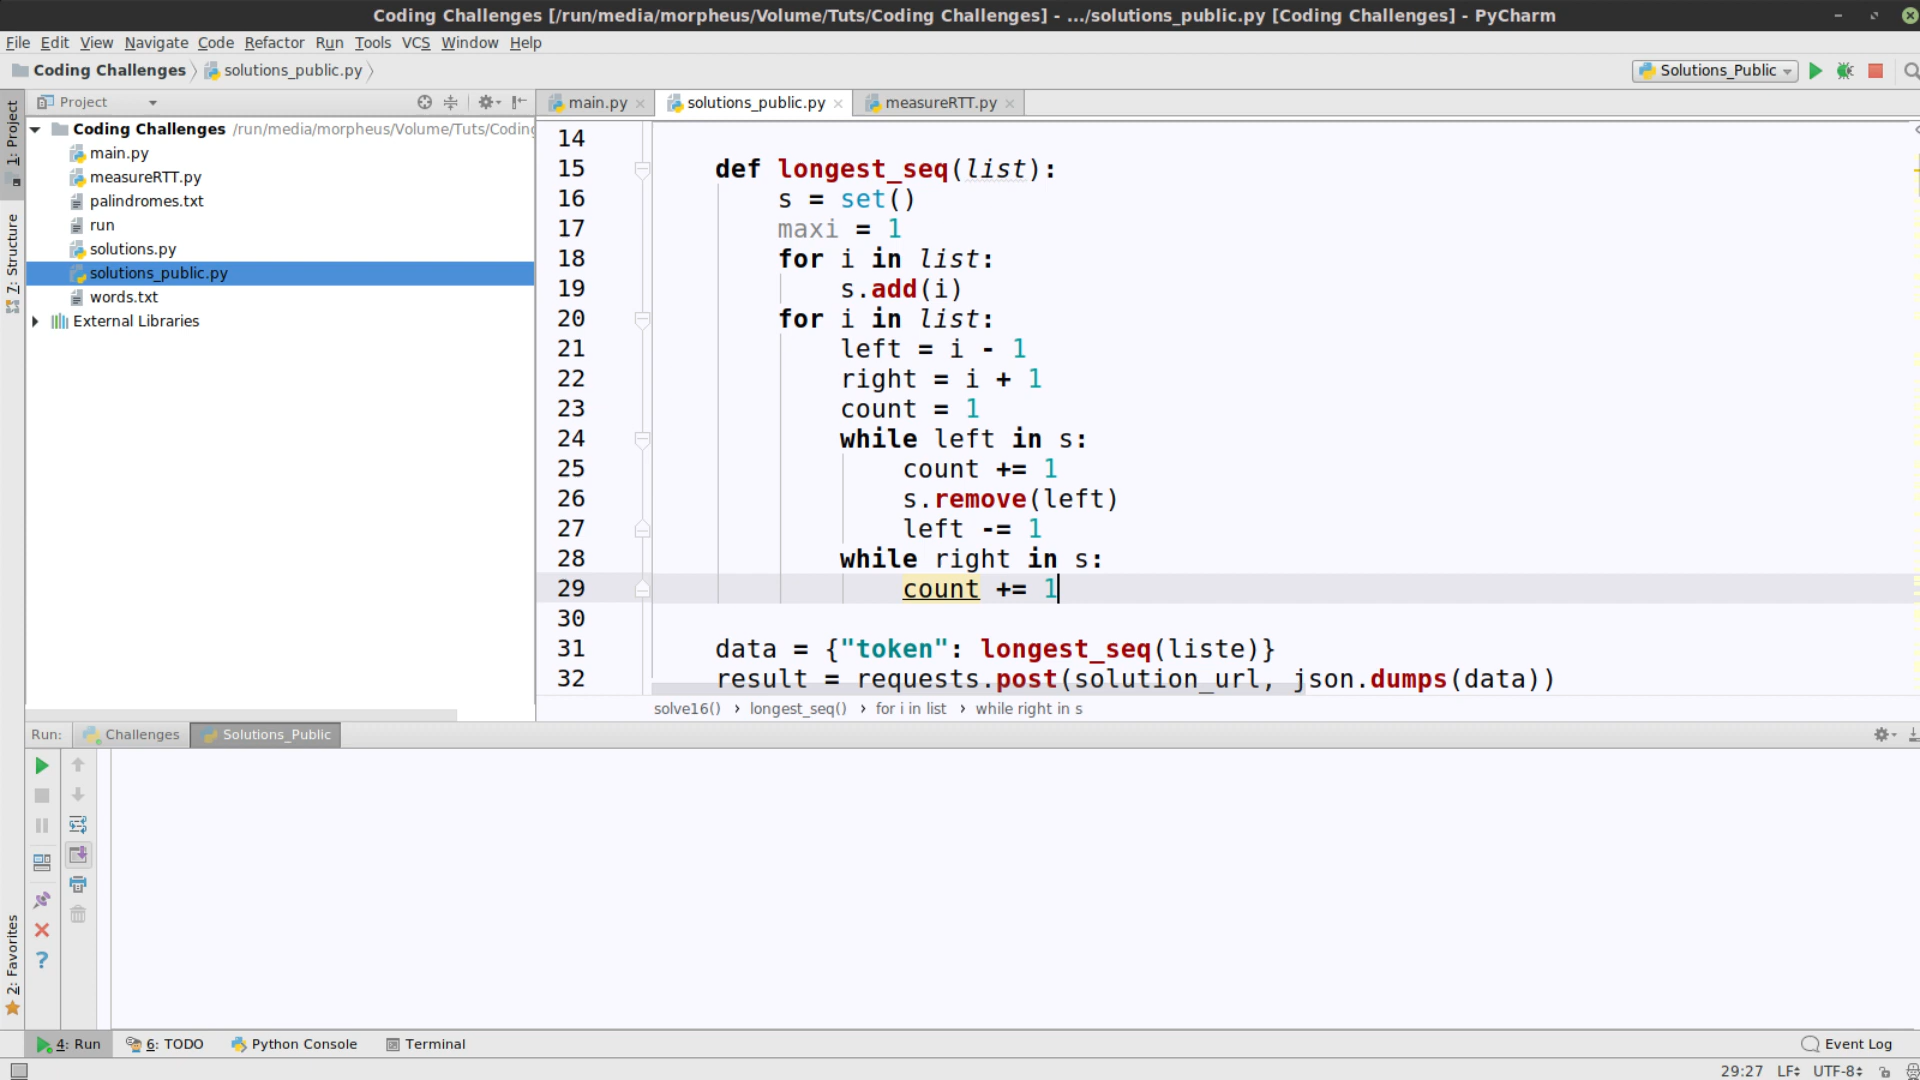 Coding Challenges [/run/media/morpheus/Volume/Tuts/Coding Challenges] - .../solutions_public.py [Coding Challenges] - PyCharm
File Edit View Navigate Code Refactor Run Tools VCS Window Help
Coding Challenges solutions_public.py Solutions_Public
Project main.py solutions_public.py measureRTT.py
1: Project
7: Structure
2: Favorites
Coding Challenges /run/media/morpheus/Volume/Tuts/Coding
main.py
measureRTT.py
palindromes.txt
run
solutions.py
solutions_public.py
words.txt
External Libraries
14
15 def longest_seq(list):
16 s = set()
17 maxi = 1
18 for i in list:
19 s.add(i)
20 for i in list:
21 left = i - 1
22 right = i + 1
23 count = 1
24 while left in s:
25 count += 1
26 s.remove(left)
27 left -= 1
28 while right in s:
29 count += 1
30
31 data = {"token": longest_seq(liste)}
32 result = requests.post(solution_url, json.dumps(data))
solve16() › longest_seq() › for i in list › while right in s
Run: Challenges Solutions_Public
4: Run 6: TODO Python Console Terminal Event Log
29:27 LF÷ UTF-8÷